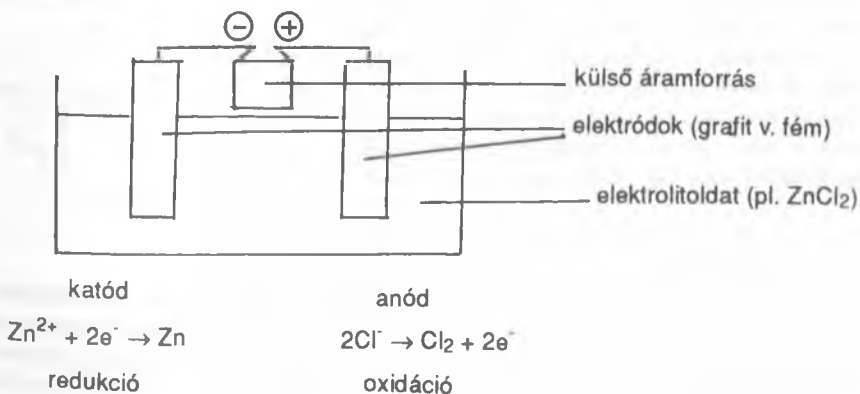 ⊖ ⊕
külső áramforrás
elektródok (grafit v. fém)
elektrolitoldat (pl. ZnCl₂)
katód anód
Zn²⁺ + 2e⁻ → Zn 2Cl⁻ → Cl₂ + 2e⁻
redukció oxidáció